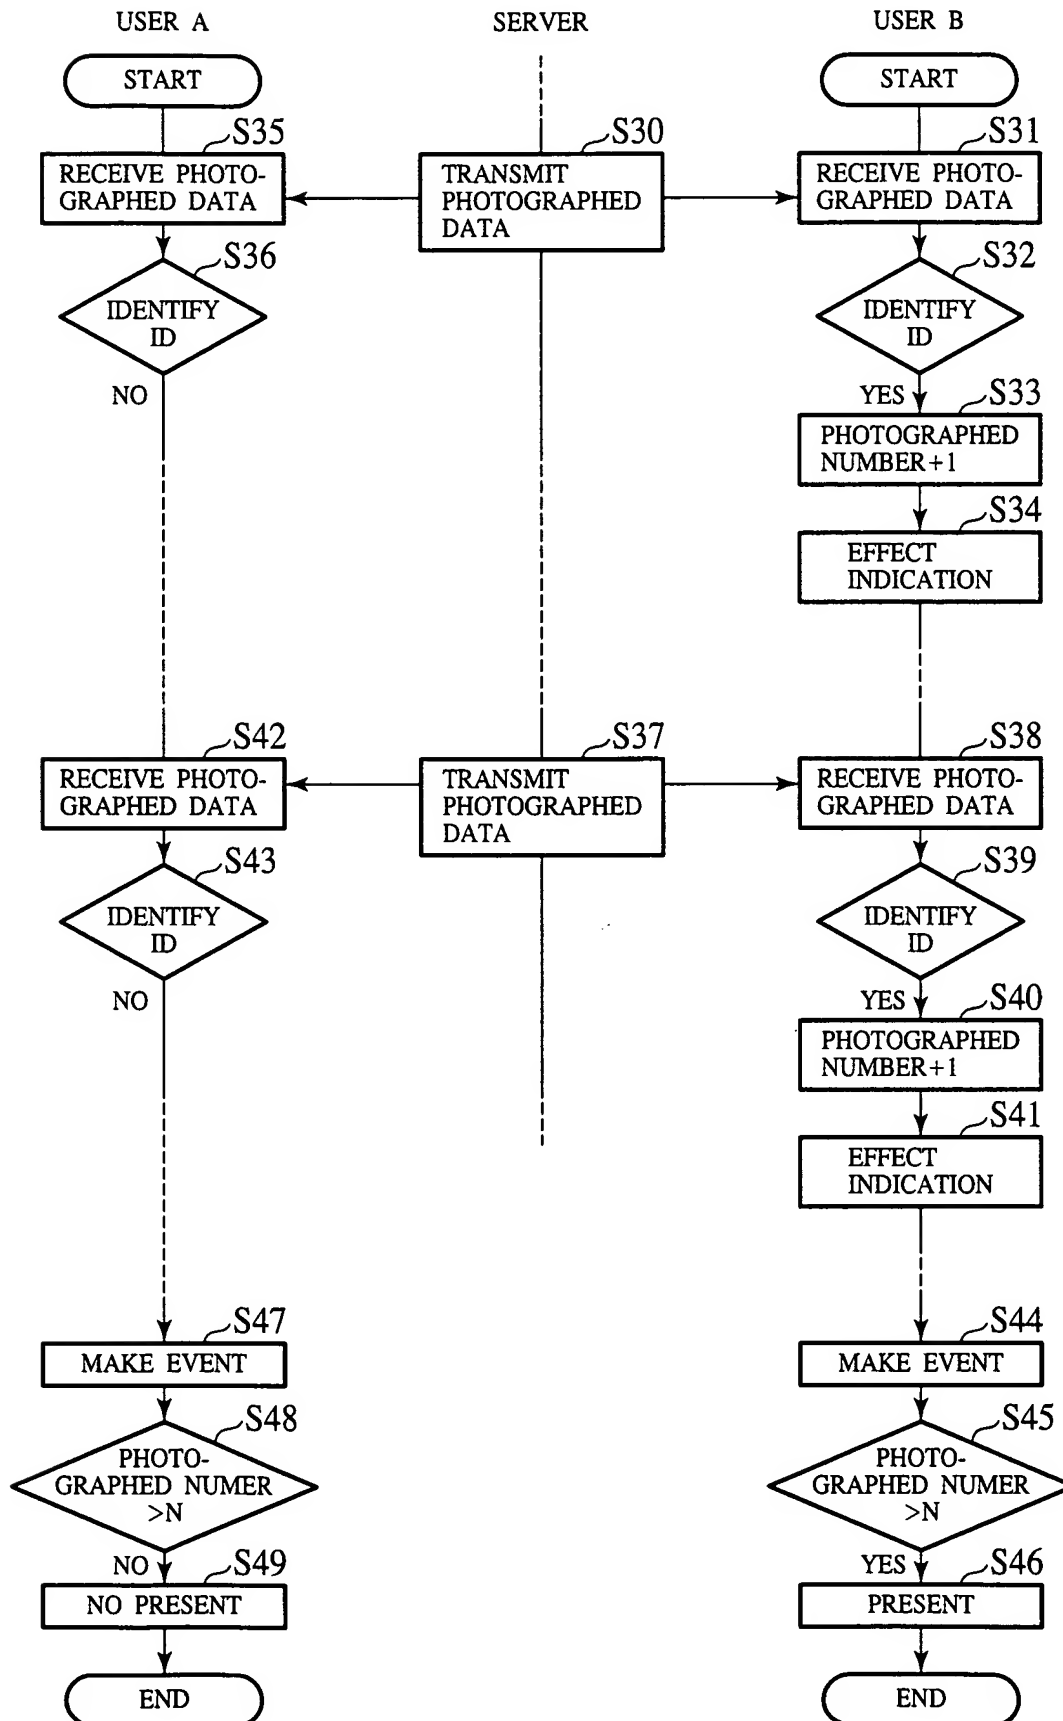 USER A
SERVER
USER B
START
START
S35
S30
S31
RECEIVE PHOTO-
GRAPHED DATA
TRANSMIT
PHOTOGRAPHED
DATA
RECEIVE PHOTO-
GRAPHED DATA
S36
S32
IDENTIFY
ID
IDENTIFY
ID
NO
YES
S33
PHOTOGRAPHED
NUMBER+1
S34
EFFECT
INDICATION
S42
S37
S38
RECEIVE PHOTO-
GRAPHED DATA
TRANSMIT
PHOTOGRAPHED
DATA
RECEIVE PHOTO-
GRAPHED DATA
S43
S39
IDENTIFY
ID
IDENTIFY
ID
NO
YES
S40
PHOTOGRAPHED
NUMBER+1
S41
EFFECT
INDICATION
S47
S44
MAKE EVENT
MAKE EVENT
S48
S45
PHOTO-
GRAPHED NUMER
>N
PHOTO-
GRAPHED NUMER
>N
NO
S49
YES
S46
NO PRESENT
PRESENT
END
END